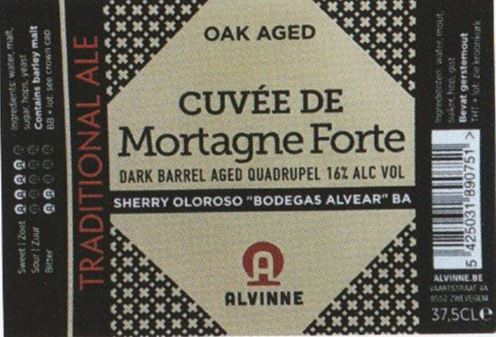 Ingredients: water, malt,
sugar, hops, yeast
Contains barley malt
BB + lot: see crown cap
Sweet | Zoet
Sour | Zuur
Bitter
TRADITIONAL ALE
OAK AGED
CUVÉE DE
Mortagne Forte
DARK BARREL AGED QUADRUPEL 16% ALC VOL
SHERRY OLOROSO "BODEGAS ALVEAR" BA
A
ALVINNE
Ingrediënten: water, mout,
suiker, hop, gist
Bevat gerstemout
THT + lot: zie kroonkurk
5 425031 890751 >
ALVINNE.BE
VAARTSTRAAT 4A
8552 ZWEVEGEM
37,5CL e